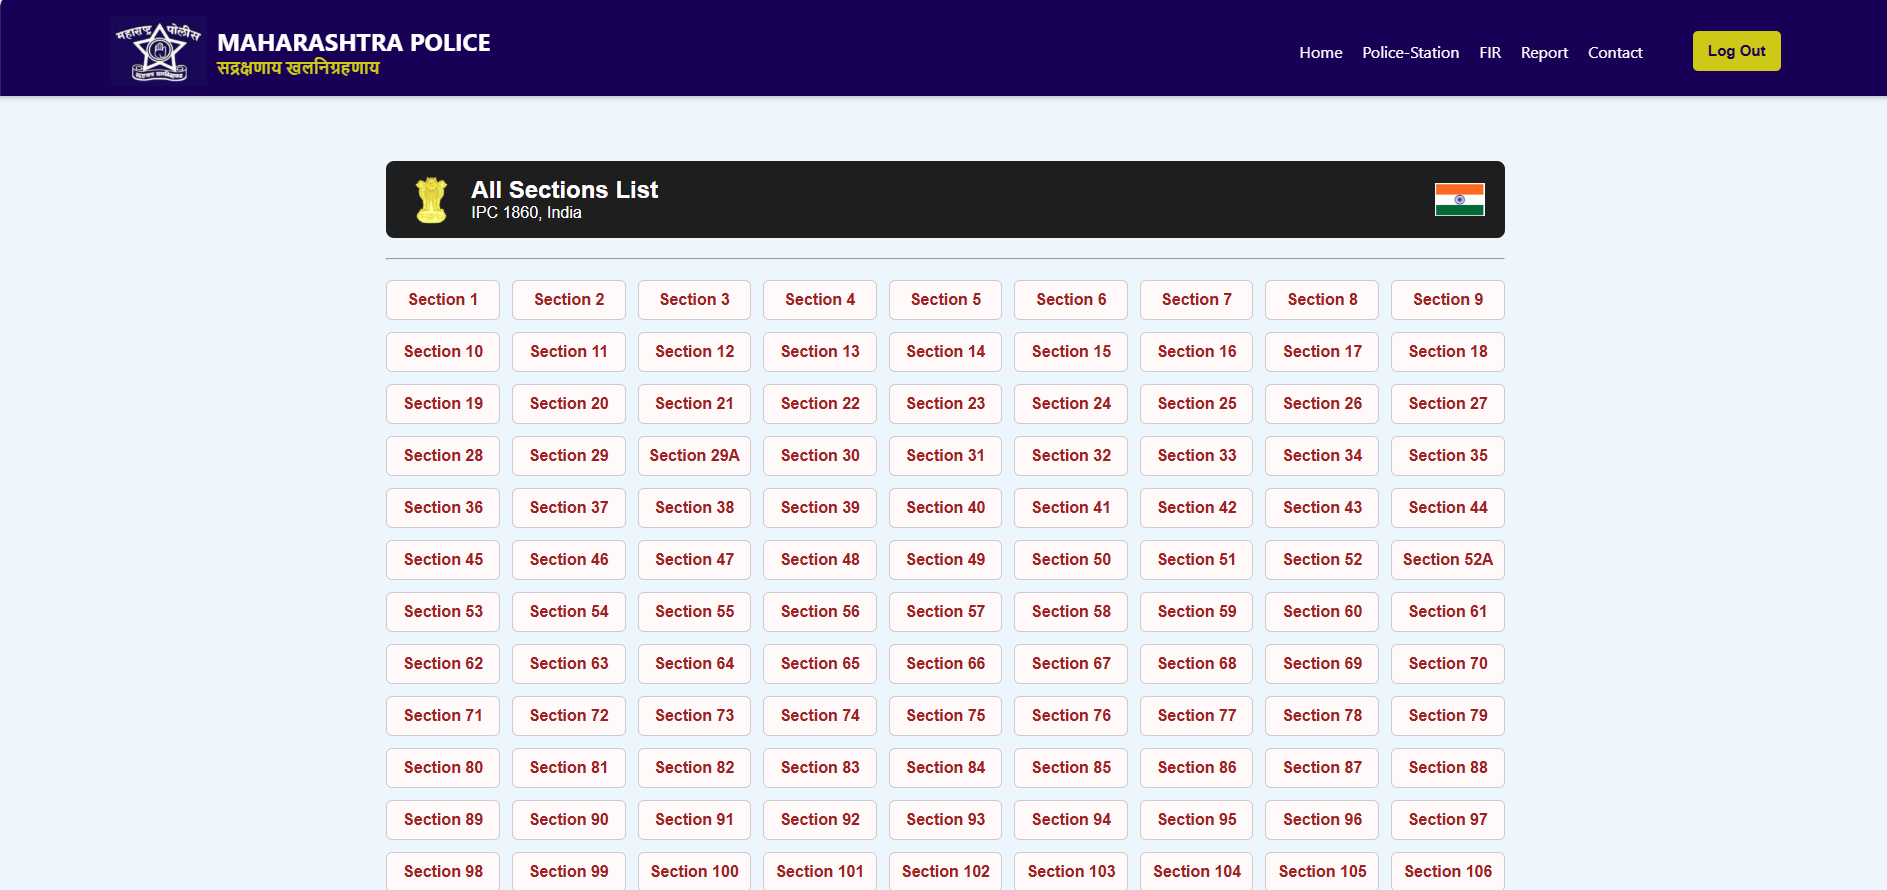 महाराष्ट्र पोलीस
MAHARASHTRA POLICE
सद्रक्षणाय खलनिग्रहणाय
Home Police-Station FIR Report Contact Log Out
All Sections List
IPC 1860, India
Section 1 Section 2 Section 3 Section 4 Section 5 Section 6 Section 7 Section 8 Section 9
Section 10 Section 11 Section 12 Section 13 Section 14 Section 15 Section 16 Section 17 Section 18
Section 19 Section 20 Section 21 Section 22 Section 23 Section 24 Section 25 Section 26 Section 27
Section 28 Section 29 Section 29A Section 30 Section 31 Section 32 Section 33 Section 34 Section 35
Section 36 Section 37 Section 38 Section 39 Section 40 Section 41 Section 42 Section 43 Section 44
Section 45 Section 46 Section 47 Section 48 Section 49 Section 50 Section 51 Section 52 Section 52A
Section 53 Section 54 Section 55 Section 56 Section 57 Section 58 Section 59 Section 60 Section 61
Section 62 Section 63 Section 64 Section 65 Section 66 Section 67 Section 68 Section 69 Section 70
Section 71 Section 72 Section 73 Section 74 Section 75 Section 76 Section 77 Section 78 Section 79
Section 80 Section 81 Section 82 Section 83 Section 84 Section 85 Section 86 Section 87 Section 88
Section 89 Section 90 Section 91 Section 92 Section 93 Section 94 Section 95 Section 96 Section 97
Section 98 Section 99 Section 100 Section 101 Section 102 Section 103 Section 104 Section 105 Section 106